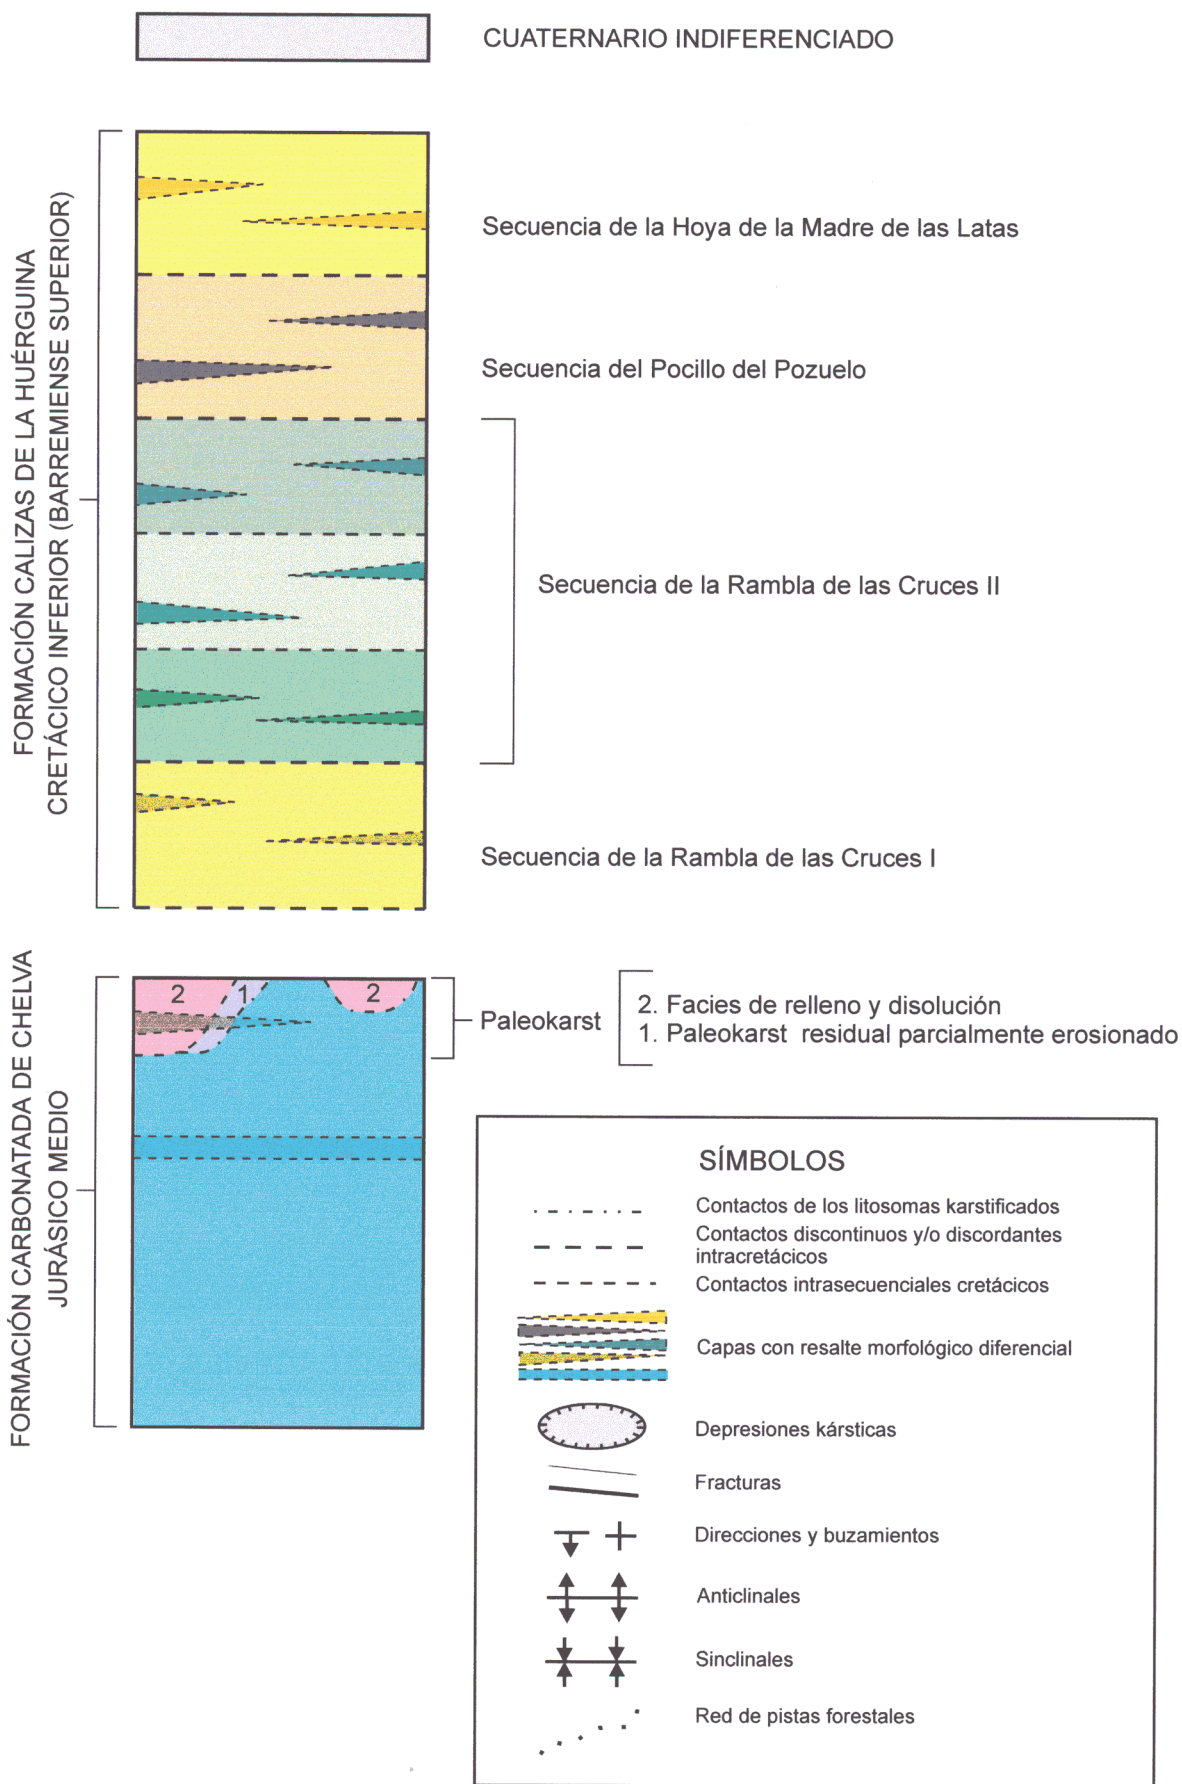 CUATERNARIO INDIFERENCIADO
FORMACIÓN CALIZAS DE LA HUÉRGUINA
CRETÁCICO INFERIOR (BARREMIENSE SUPERIOR)
Secuencia de la Hoya de la Madre de las Latas
Secuencia del Pocillo del Pozuelo
Secuencia de la Rambla de las Cruces II
Secuencia de la Rambla de las Cruces I
FORMACIÓN CARBONATADA DE CHELVA
JURÁSICO MEDIO
2 1 2
Paleokarst
2. Facies de relleno y disolución
1. Paleokarst residual parcialmente erosionado
SÍMBOLOS
Contactos de los litosomas karstificados
Contactos discontinuos y/o discordantes
intracretácicos
Contactos intrasecuenciales cretácicos
Capas con resalte morfológico diferencial
Depresiones kársticas
Fracturas
Direcciones y buzamientos
Anticlinales
Sinclinales
Red de pistas forestales